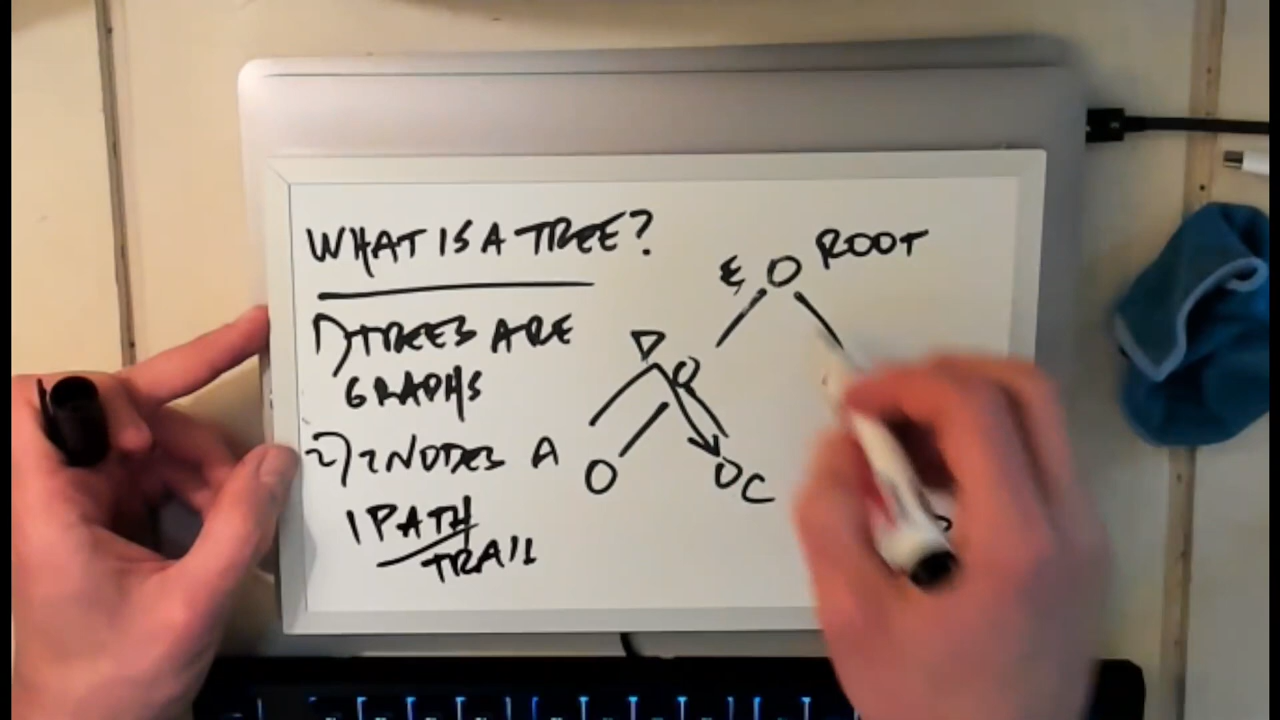 WHAT IS A TREE?
1) TREES ARE
GRAPHS
2) 2 NODES A
1 PATH
TRAIL
E ROOT
D
C